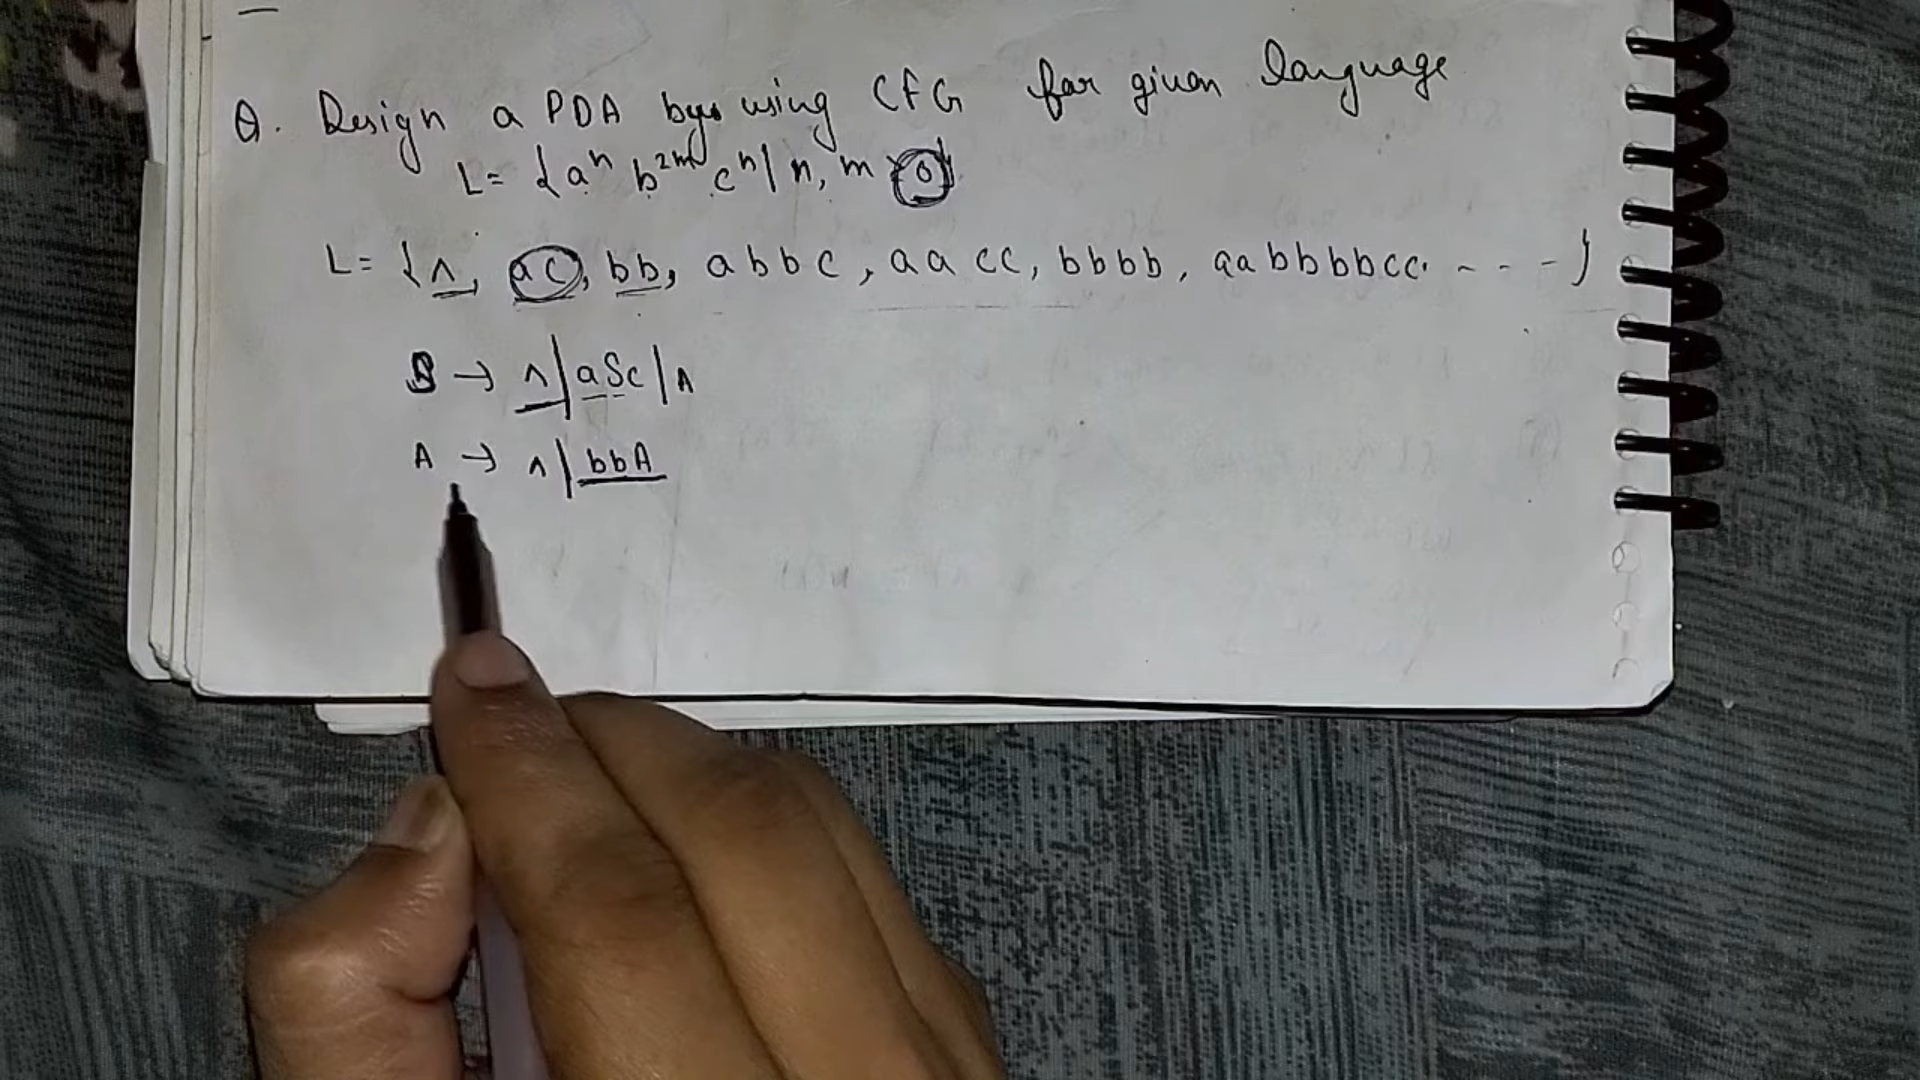 Q. Design a PDA by using CFG for given language
L= {aⁿ b²ᵐ cⁿ | n, m 0}
L= {^, ac, bb, abbc, aacc, bbbb, aabbbbcc. - - - }
S → ^ | aSc | A
A → ^ | bbA